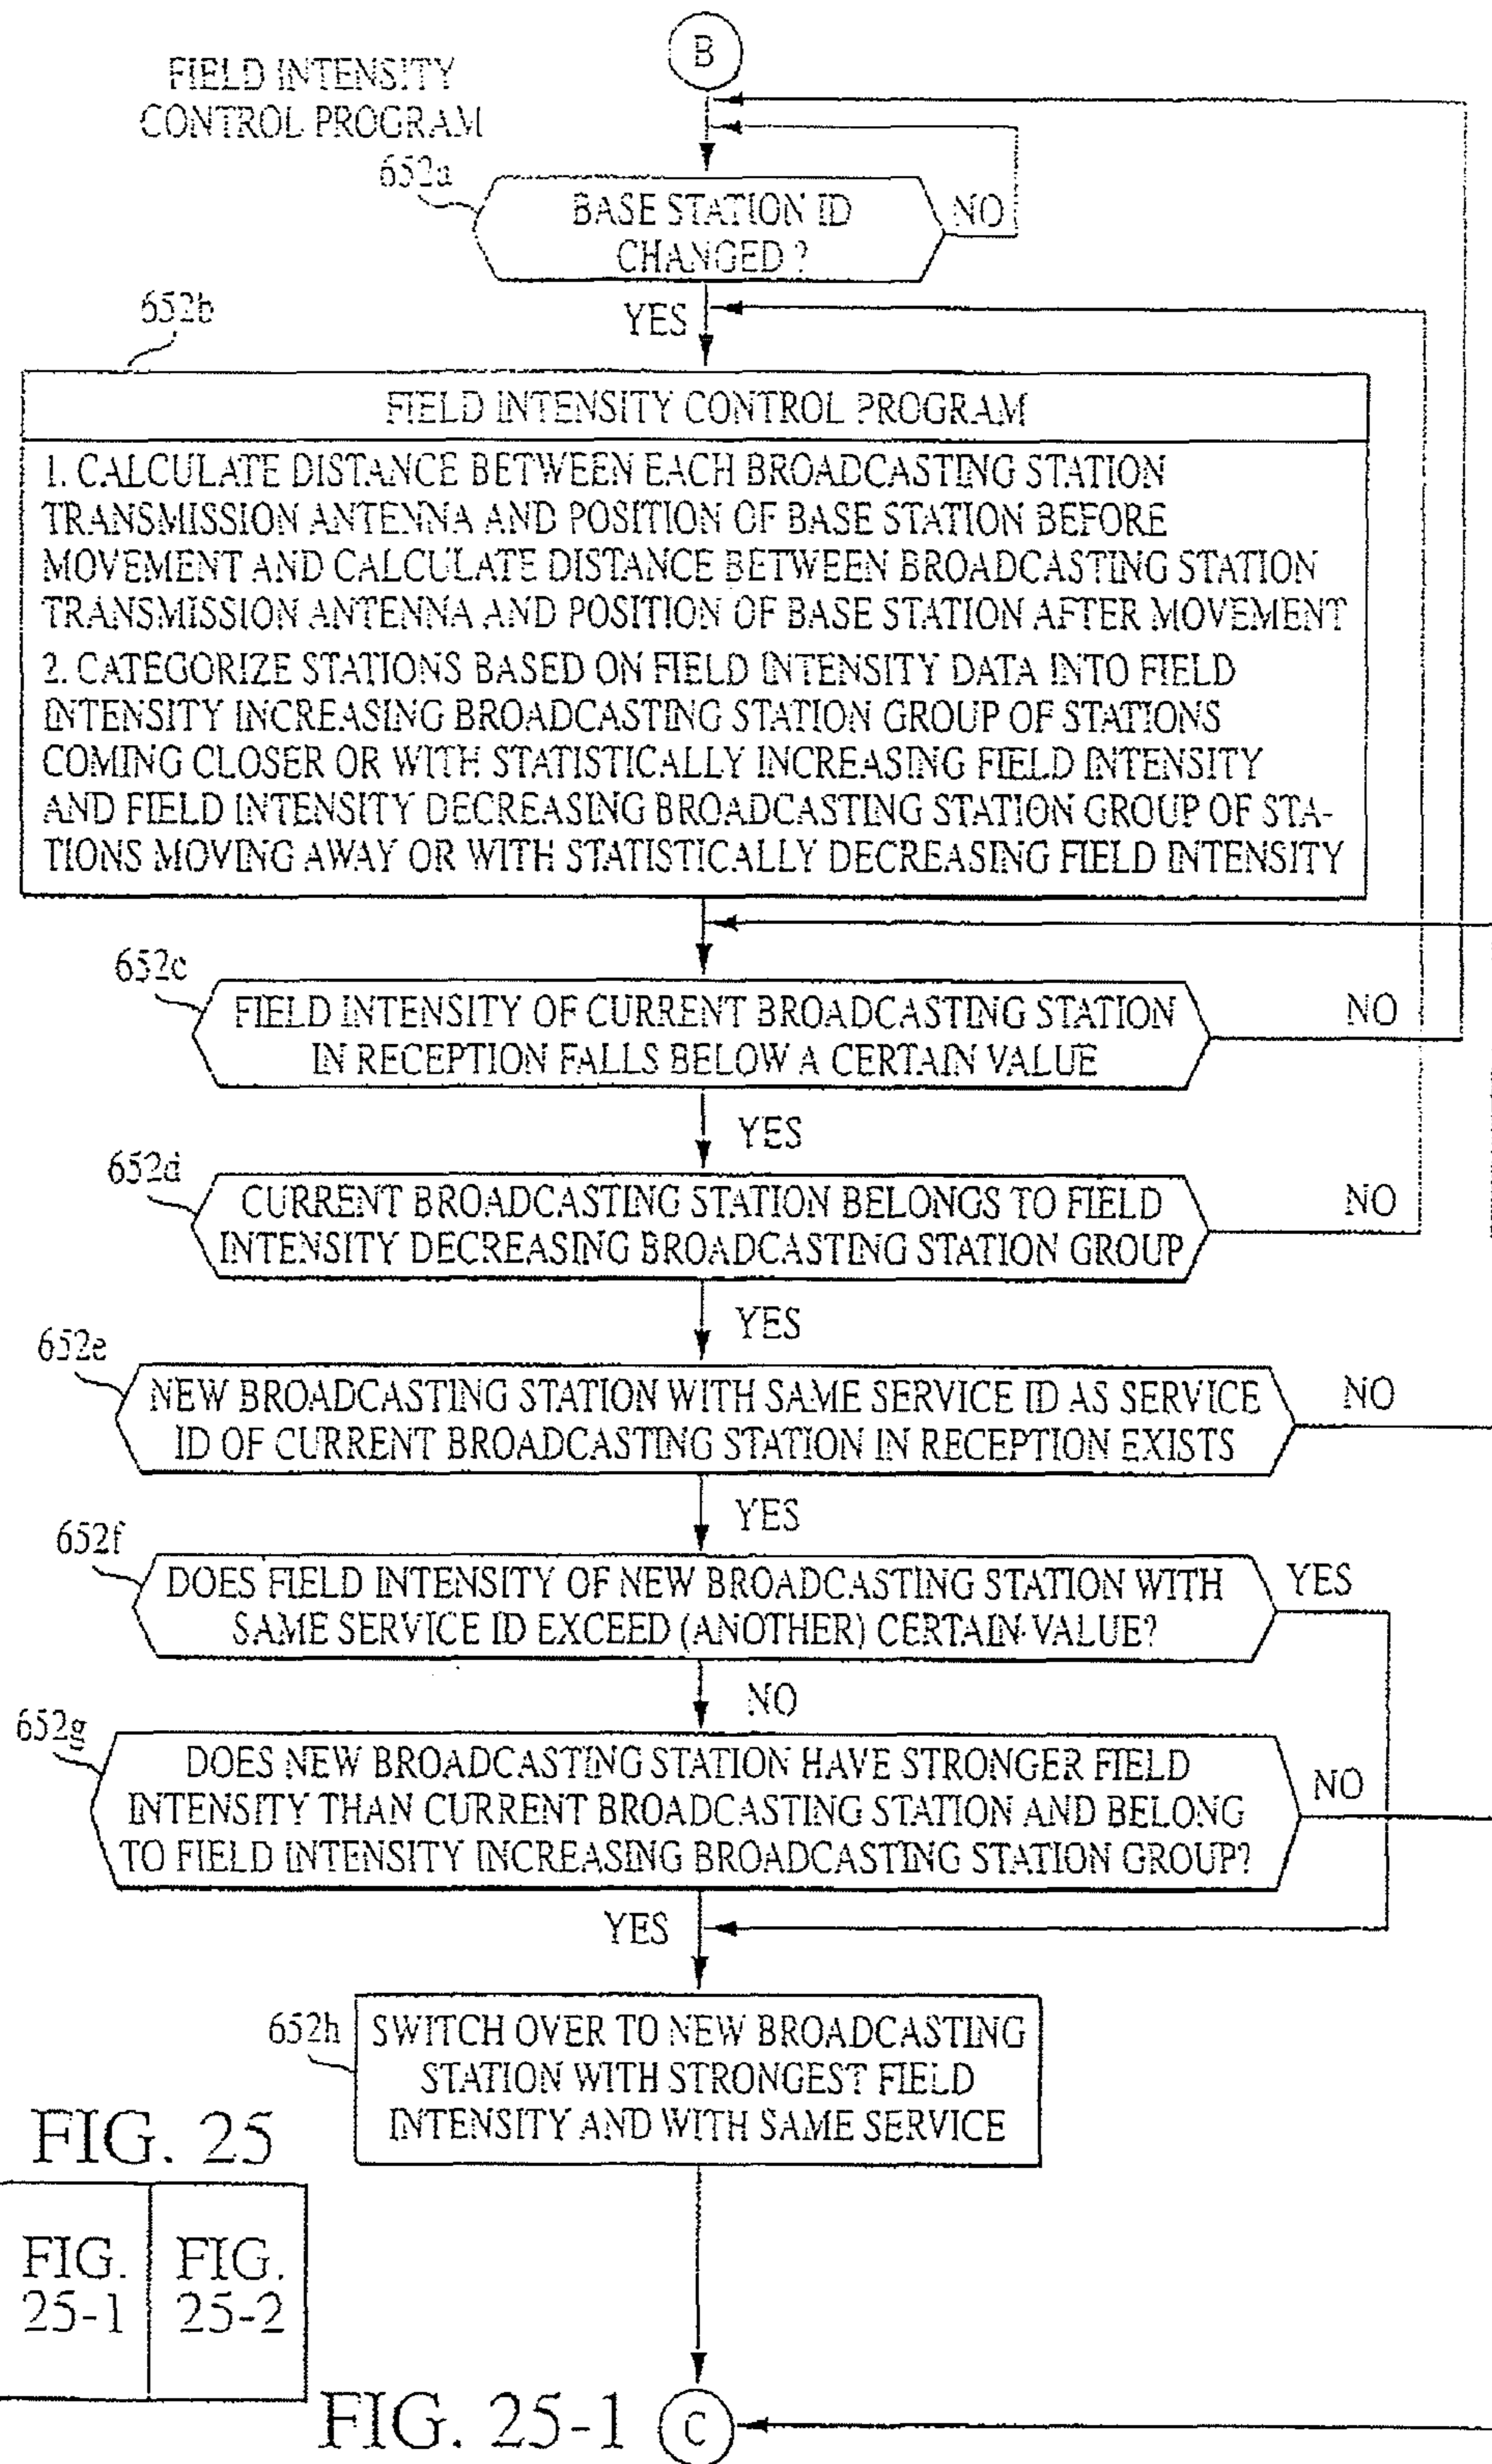 B
FIELD INTENSITY
CONTROL PROGRAM
652a
BASE STATION ID
CHANGED?
NO
YES
652b
FIELD INTENSITY CONTROL PROGRAM
1. CALCULATE DISTANCE BETWEEN EACH BROADCASTING STATION
TRANSMISSION ANTENNA AND POSITION OF BASE STATION BEFORE
MOVEMENT AND CALCULATE DISTANCE BETWEEN BROADCASTING STATION
TRANSMISSION ANTENNA AND POSITION OF BASE STATION AFTER MOVEMENT
2. CATEGORIZE STATIONS BASED ON FIELD INTENSITY DATA INTO FIELD
INTENSITY INCREASING BROADCASTING STATION GROUP OF STATIONS
COMING CLOSER OR WITH STATISTICALLY INCREASING FIELD INTENSITY
AND FIELD INTENSITY DECREASING BROADCASTING STATION GROUP OF STA-
TIONS MOVING AWAY OR WITH STATISTICALLY DECREASING FIELD INTENSITY
652c
FIELD INTENSITY OF CURRENT BROADCASTING STATION
IN RECEPTION FALLS BELOW A CERTAIN VALUE
NO
YES
652d
CURRENT BROADCASTING STATION BELONGS TO FIELD
INTENSITY DECREASING BROADCASTING STATION GROUP
NO
YES
652e
NEW BROADCASTING STATION WITH SAME SERVICE ID AS SERVICE
ID OF CURRENT BROADCASTING STATION IN RECEPTION EXISTS
NO
YES
652f
DOES FIELD INTENSITY OF NEW BROADCASTING STATION WITH
SAME SERVICE ID EXCEED (ANOTHER) CERTAIN VALUE?
YES
NO
652g
DOES NEW BROADCASTING STATION HAVE STRONGER FIELD
INTENSITY THAN CURRENT BROADCASTING STATION AND BELONG
TO FIELD INTENSITY INCREASING BROADCASTING STATION GROUP?
NO
YES
652h
SWITCH OVER TO NEW BROADCASTING
STATION WITH STRONGEST FIELD
INTENSITY AND WITH SAME SERVICE
FIG. 25
FIG.
25-1
FIG.
25-2
FIG. 25-1
C